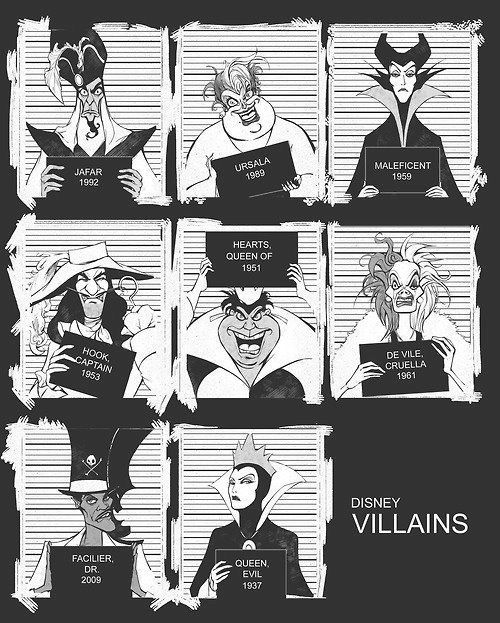 JAFAR
1992
URSALA
1989
MALEFICENT
1959
HEARTS,
QUEEN OF
1951
HOOK,
CAPTAIN
1953
DE VILE,
CRUELLA
1961
FACILIER,
DR.
2009
QUEEN,
EVIL
1937
DISNEY
VILLAINS